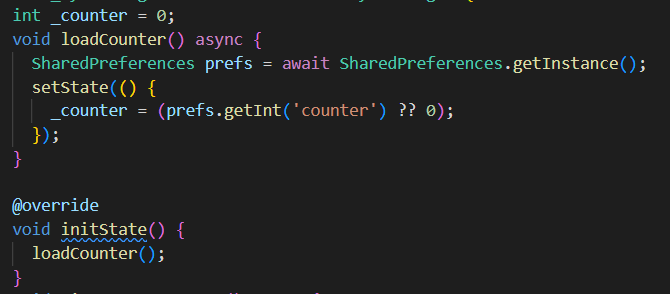 int _counter = 0;
void loadCounter() async {
SharedPreferences prefs = await SharedPreferences.getInstance();
setState(() {
_counter = (prefs.getInt('counter') ?? 0);
});
}
@override
void initState() {
loadCounter();
}